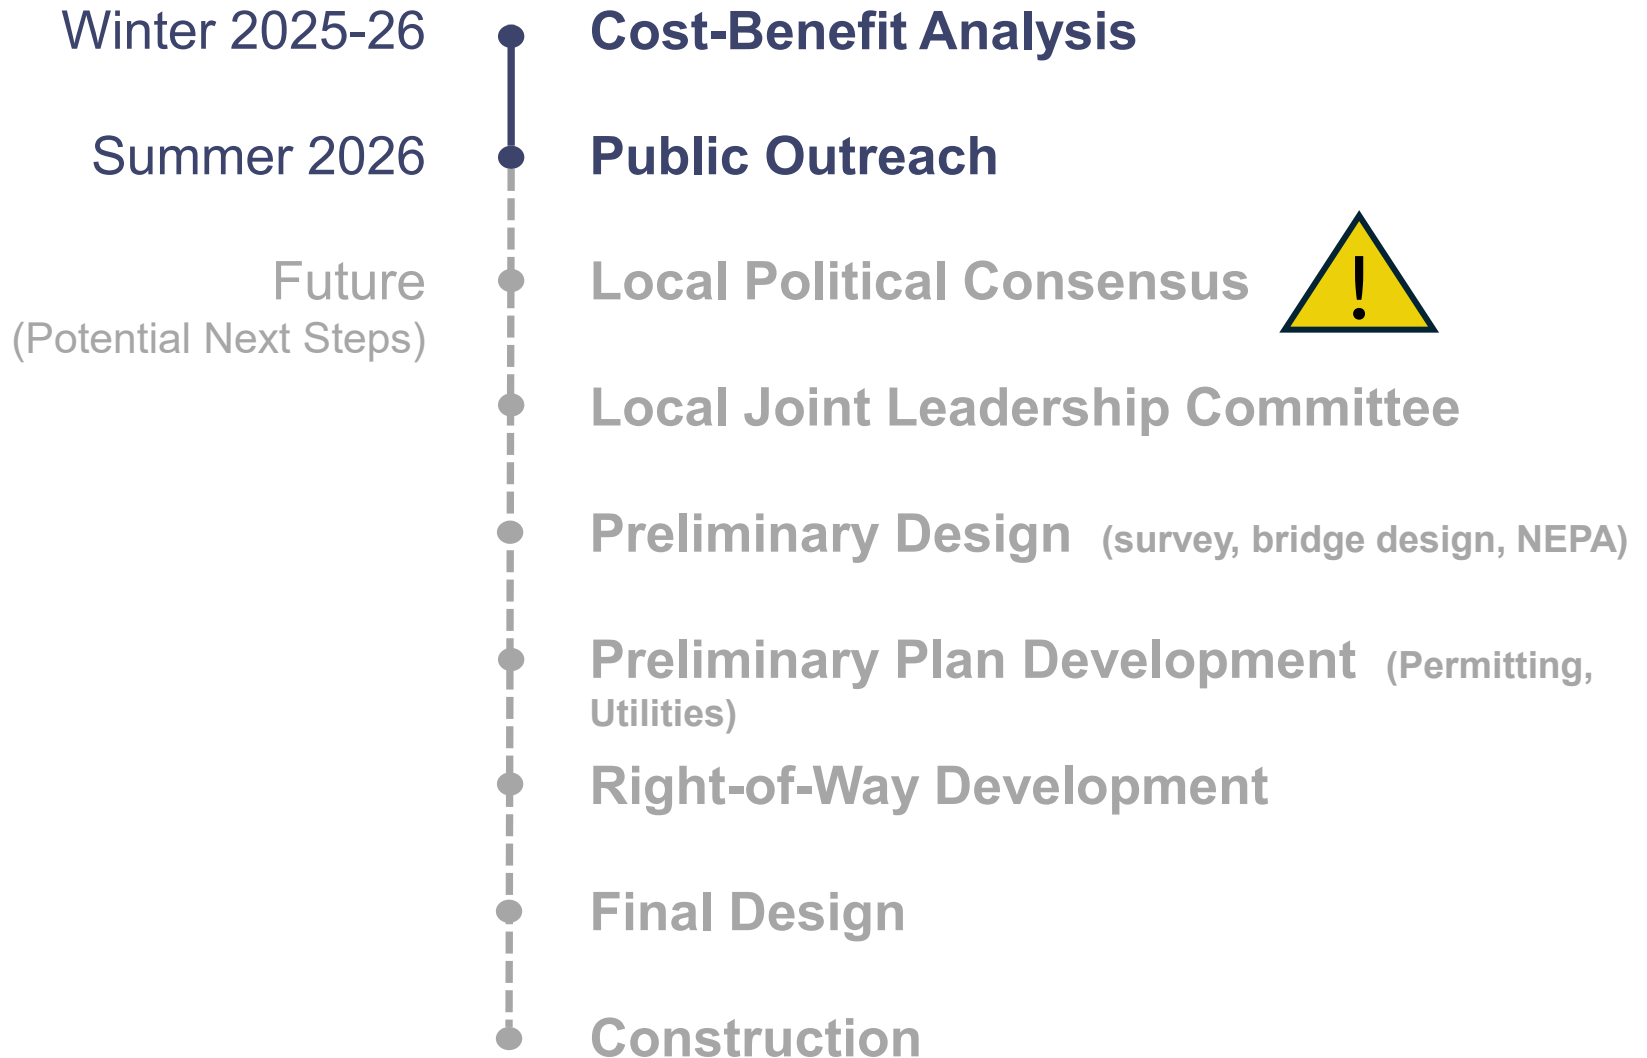 Winter 2025-26 Cost-Benefit Analysis
Summer 2026 Public Outreach
Future Local Political Consensus !
(Potential Next Steps)
Local Joint Leadership Committee
Preliminary Design (survey, bridge design, NEPA)
Preliminary Plan Development (Permitting,
Utilities)
Right-of-Way Development
Final Design
Construction